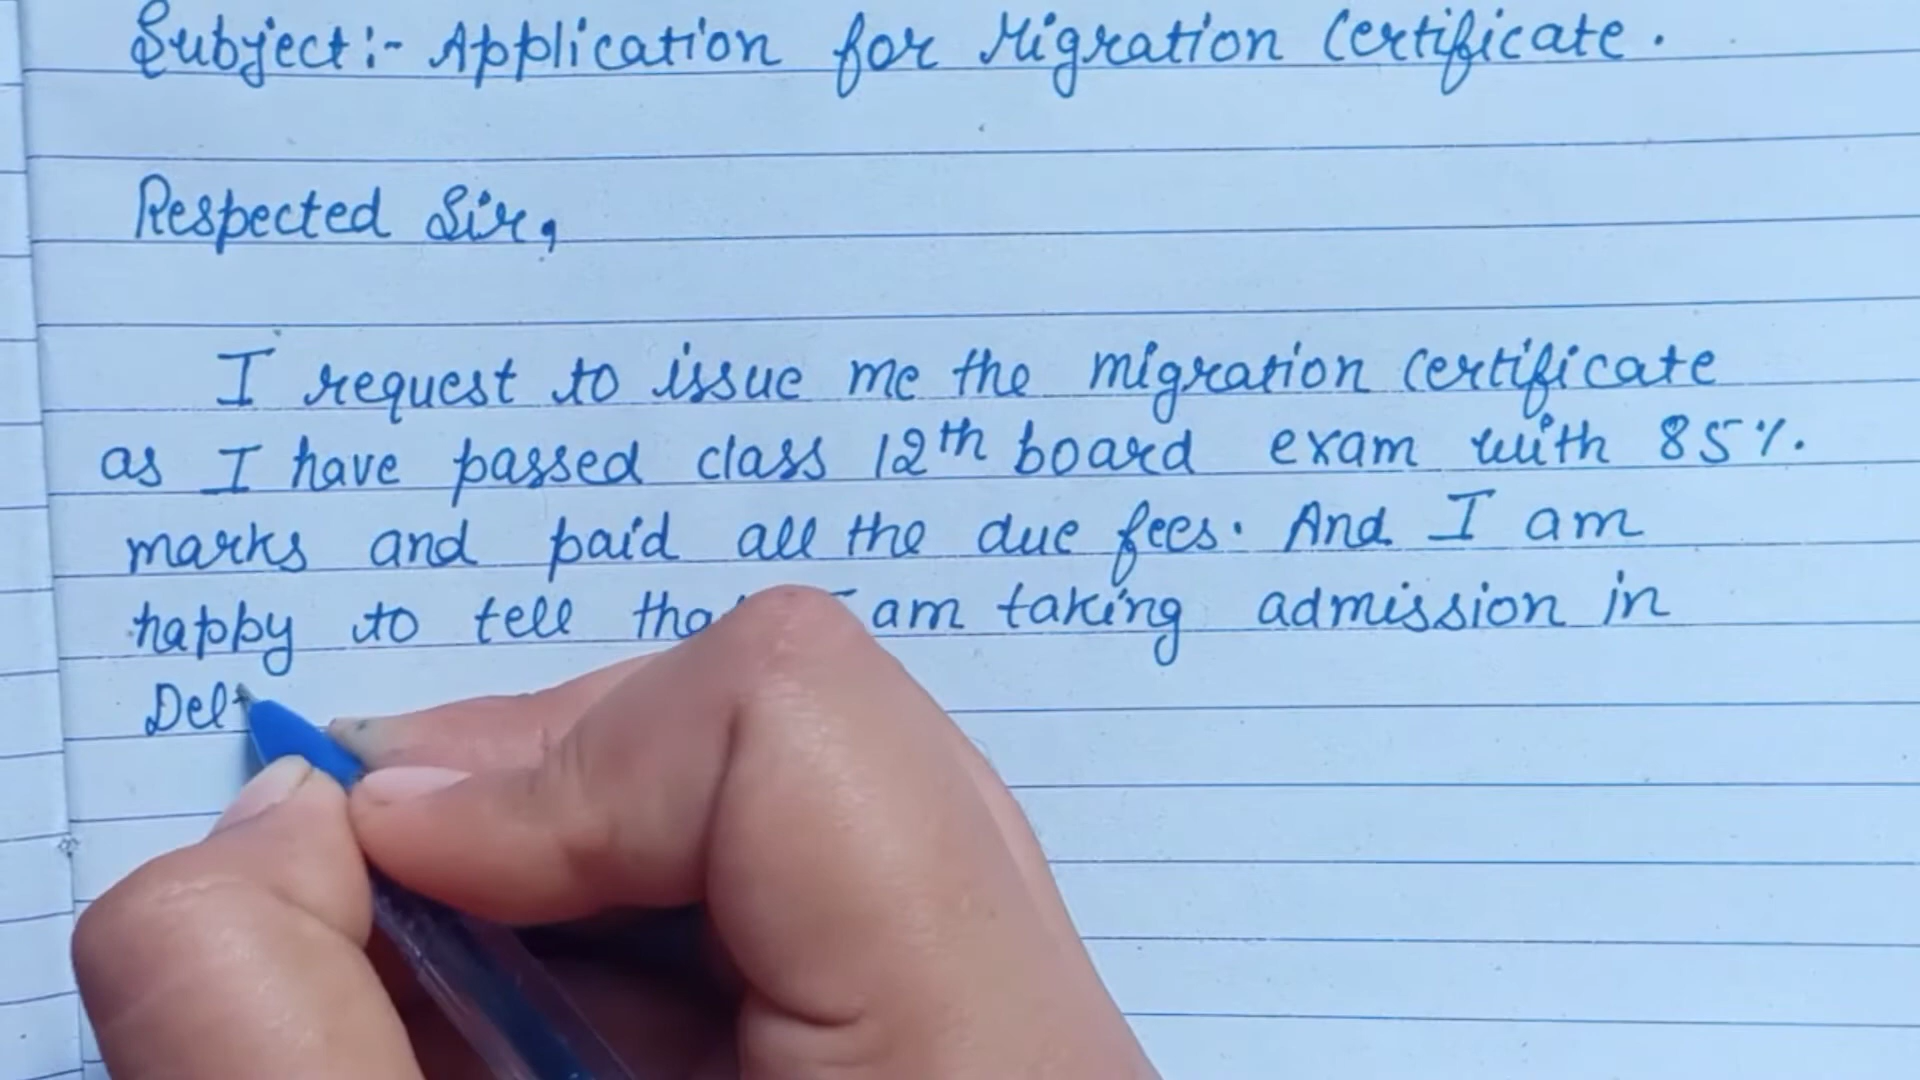 Subject:- Application for Migration Certificate.
Respected Sir,
I request to issue me the migration certificate
as I have passed class 12th board exam with 85%
marks and paid all the due fees. And I am
happy to tell am taking admission in